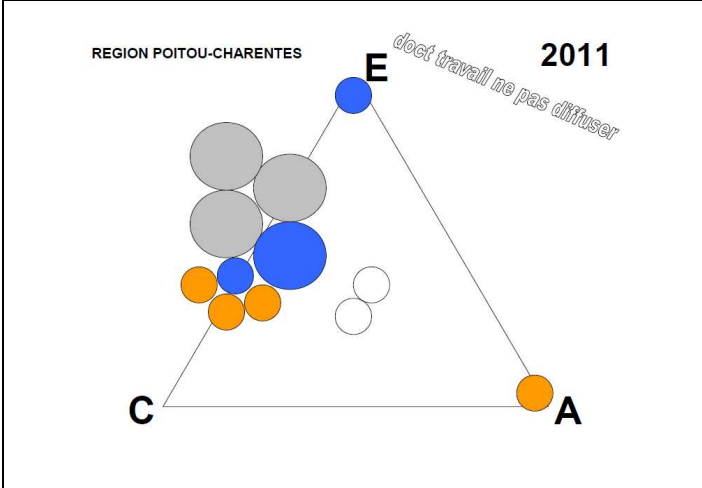 REGION POITOU-CHARENTES
2011
doct travail ne pas diffuser
E
C
A